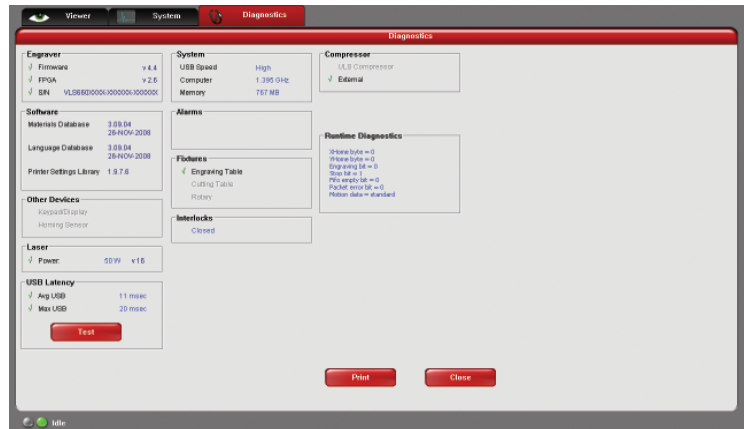 Viewer
System
Diagnostics
Diagnostics
Engraver
Firmware v 4.4
FPGA v 2.6
S/N
Software
Materials Database 3.09.04
26-NOV-2008
Language Database 3.09.04
26-NOV-2008
Printer Settings Library 1.9.7.6
Other Devices
Keypad/Display
Homing Sensor
Laser
Power: 50 W v16
USB Latency
Avg USB 11 msec
Max USB 20 msec
Test
System
USB Speed High
Computer 1.395 GHz
Memory 767 MB
Alarms
Fixtures
Engraving Table
Cutting Table
Rotary
Interlocks
Closed
Compressor
ULS Compressor
External
Runtime Diagnostics
XHome byte = 0
YHome byte = 0
Engraving bit = 0
Stop bit = 1
Fifo empty bit = 0
Packet error bit = 0
Motion data = standard
Print
Close
Idle